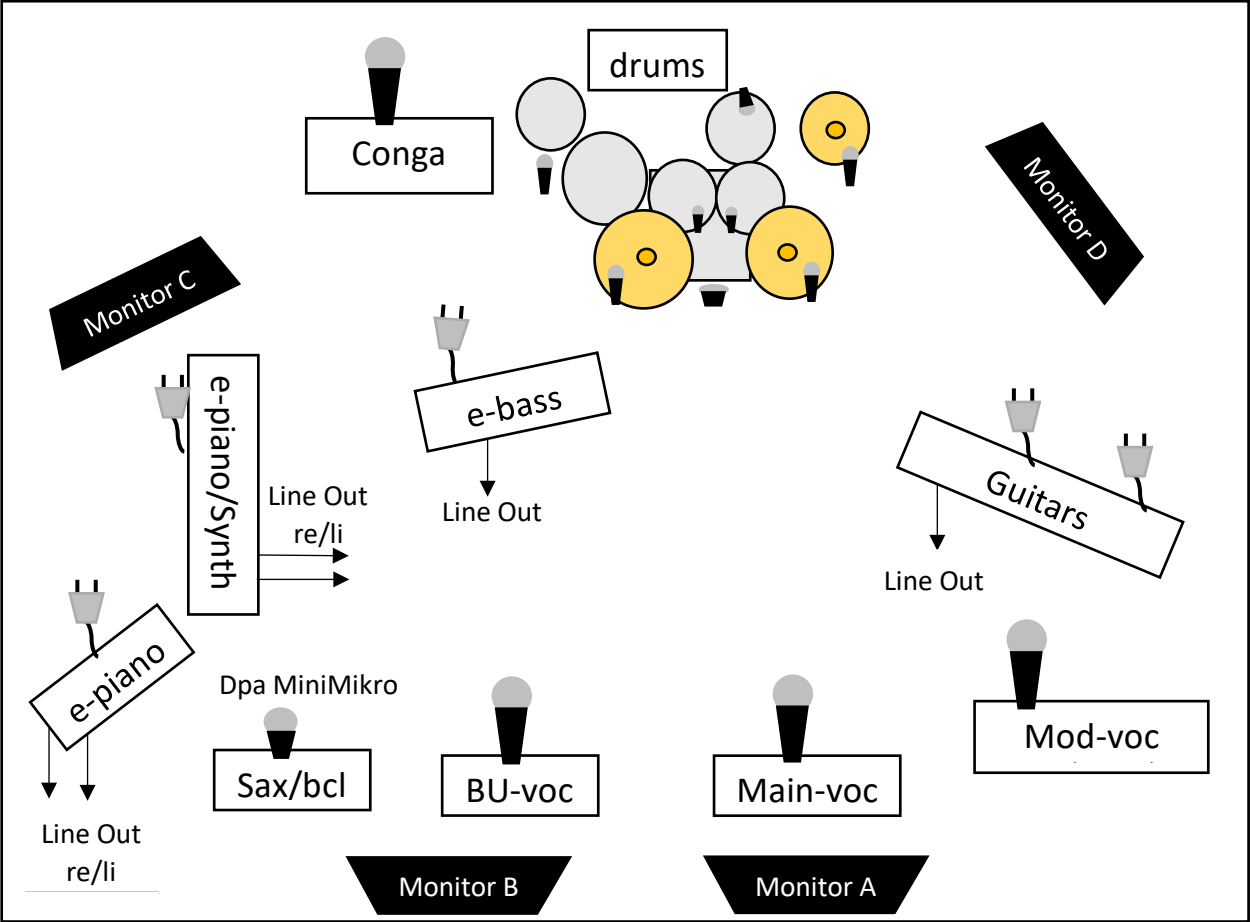 drums
Conga
Monitor D
Monitor C
e-piano/Synth
e-bass
Line Out
re/li
Line Out
Guitars
Line Out
e-piano
Dpa MiniMikro
Sax/bcl
BU-voc
Main-voc
Mod-voc
Line Out
re/li
Monitor B
Monitor A